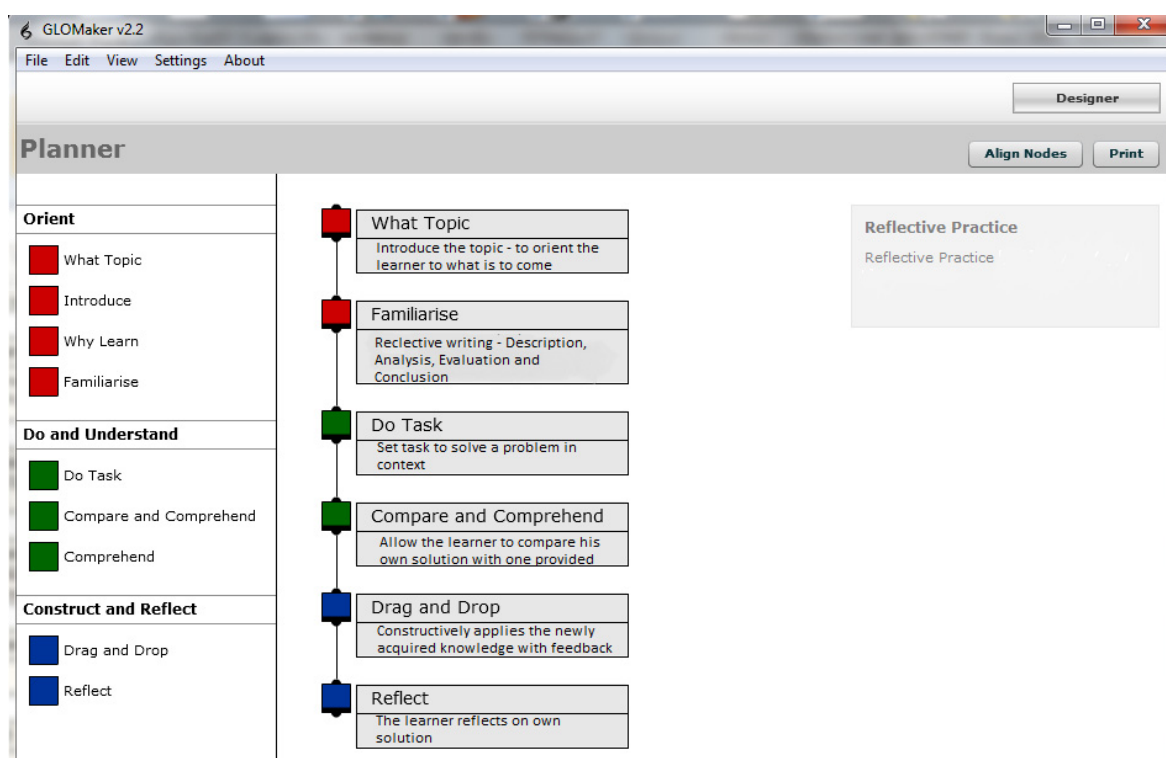 GLOMaker v2.2
File Edit View Settings About
Designer
Planner
Align Nodes Print
Orient
What Topic
Introduce
Why Learn
Familiarise
Do and Understand
Do Task
Compare and Comprehend
Comprehend
Construct and Reflect
Drag and Drop
Reflect
What Topic
Introduce the topic - to orient the
learner to what is to come
Familiarise
Reclective writing - Description,
Analysis, Evaluation and
Conclusion
Do Task
Set task to solve a problem in
context
Compare and Comprehend
Allow the learner to compare his
own solution with one provided
Drag and Drop
Constructively applies the newly
acquired knowledge with feedback
Reflect
The learner reflects on own
solution
Reflective Practice
Reflective Practice